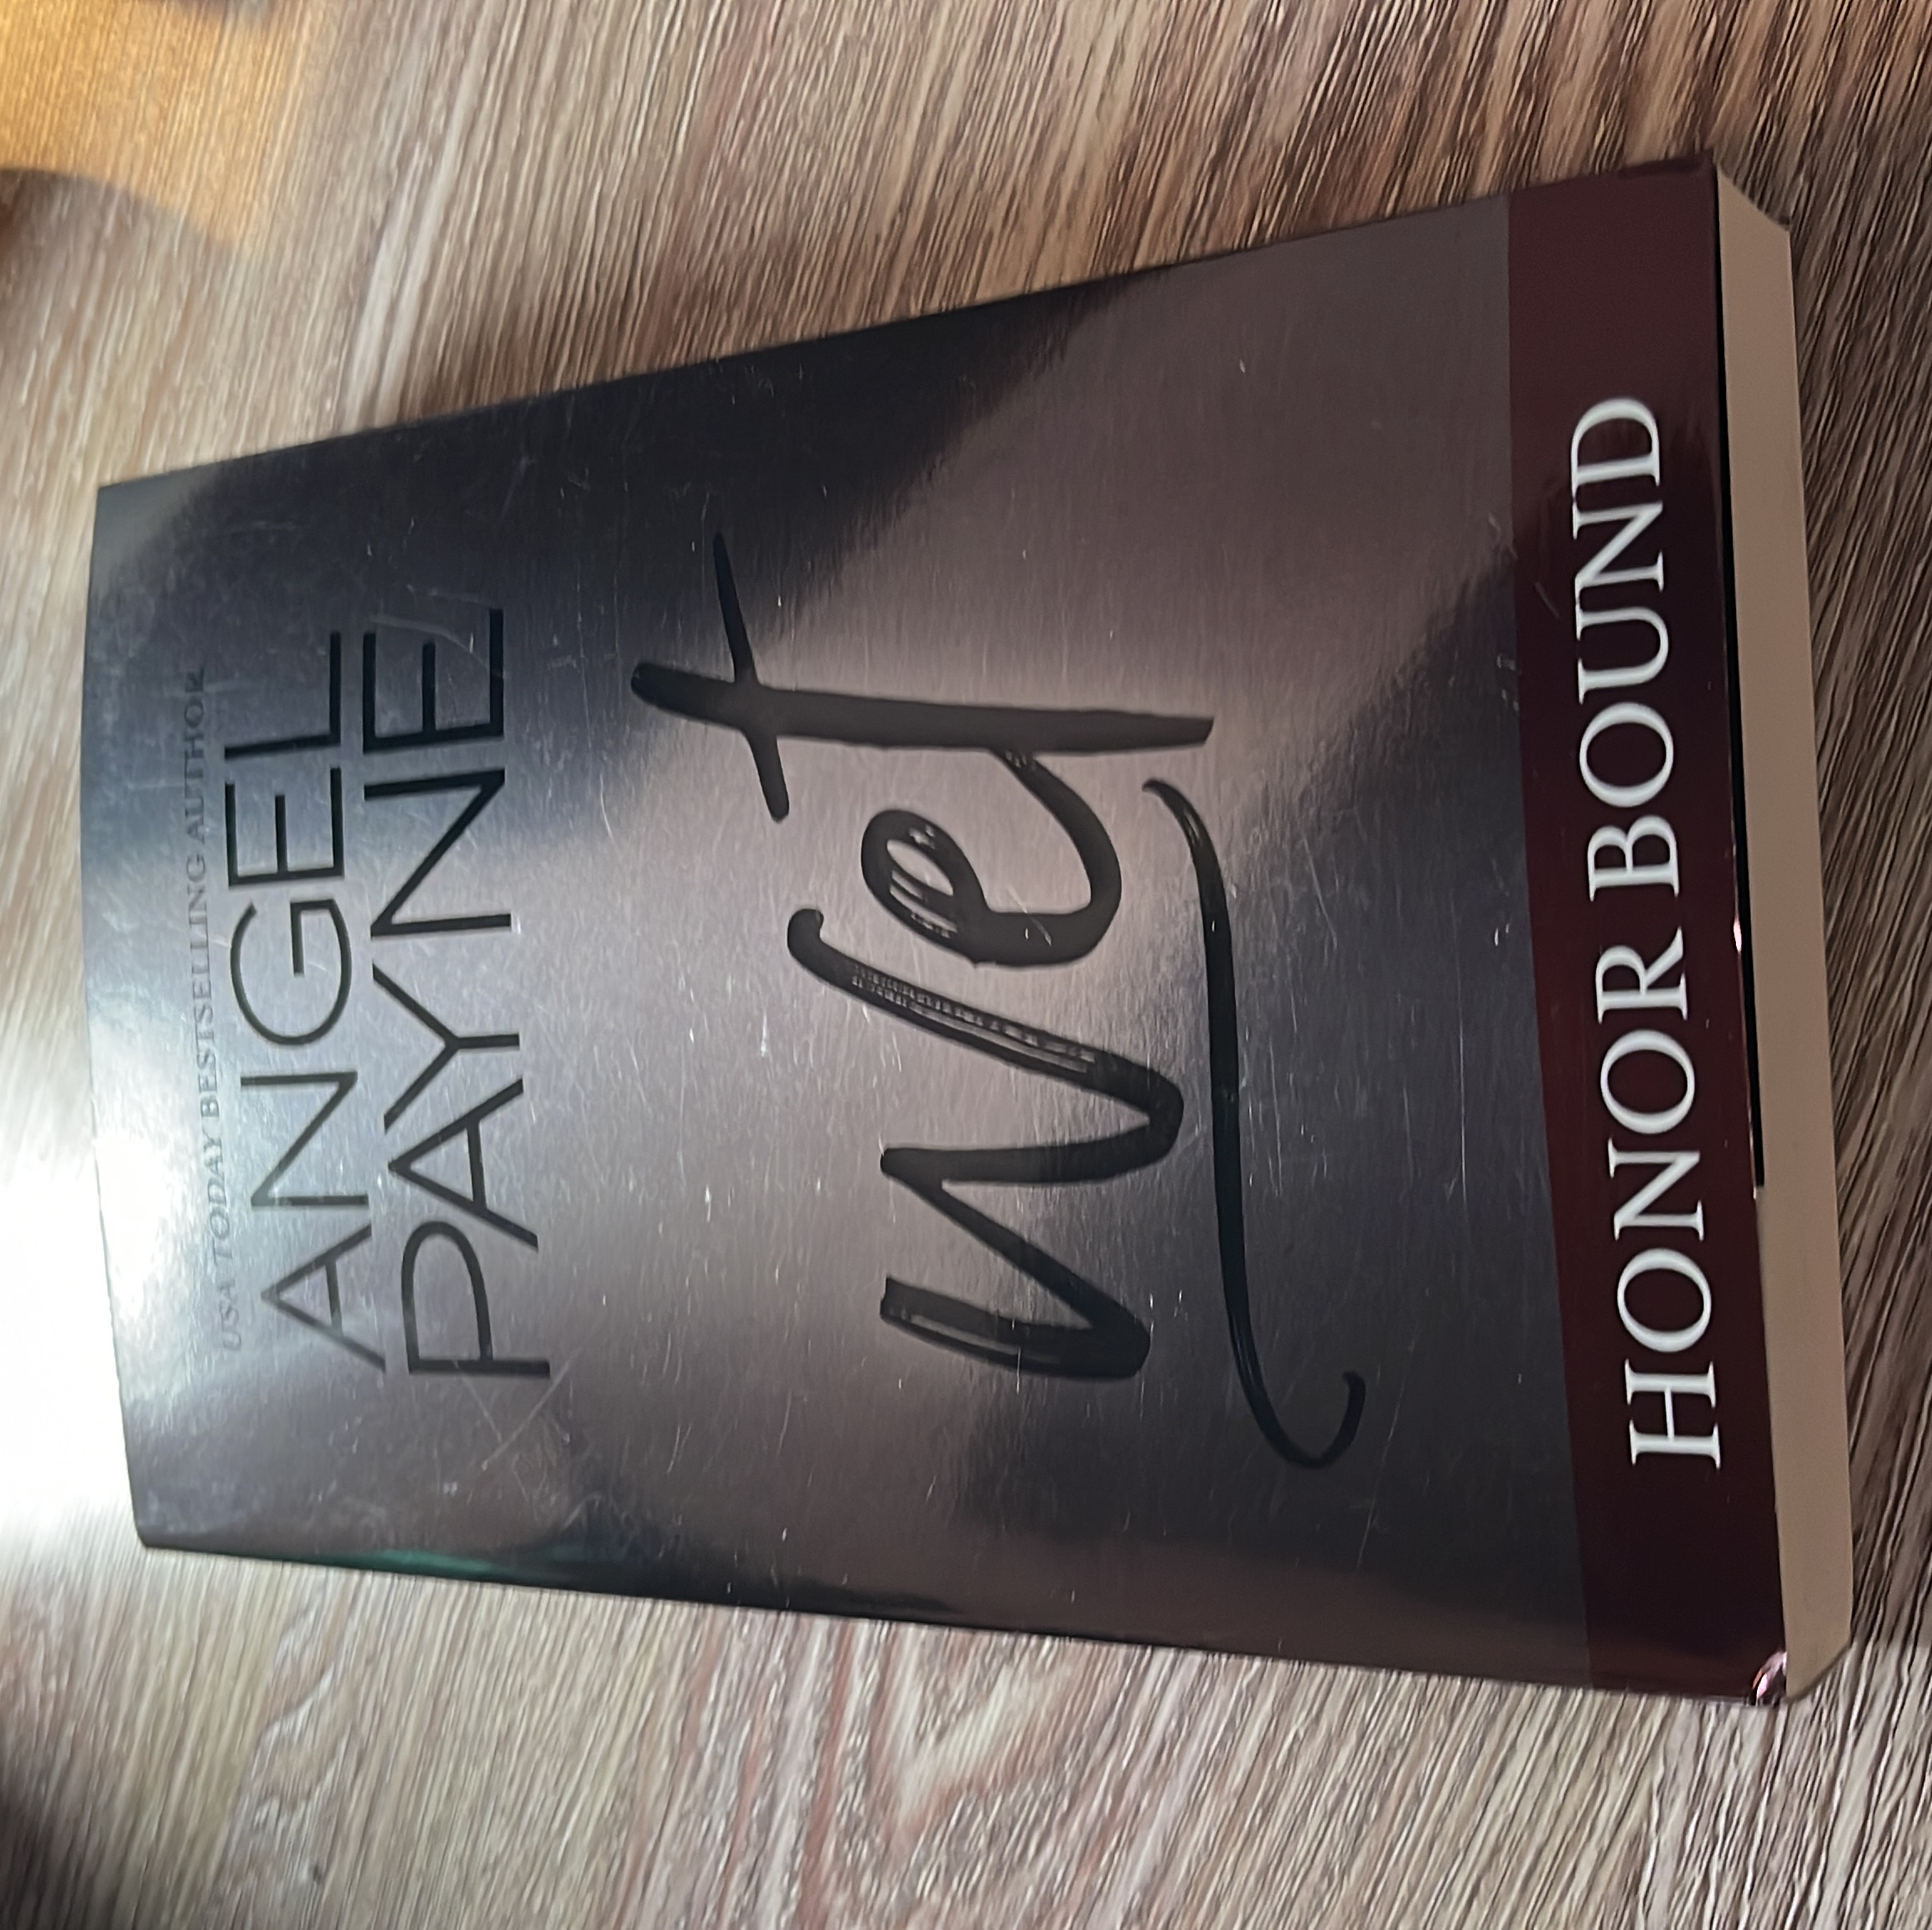 USA TODAY BESTSELLING AUTHOR
ANGEL
PAYNE
Wet
HONOR BOUND